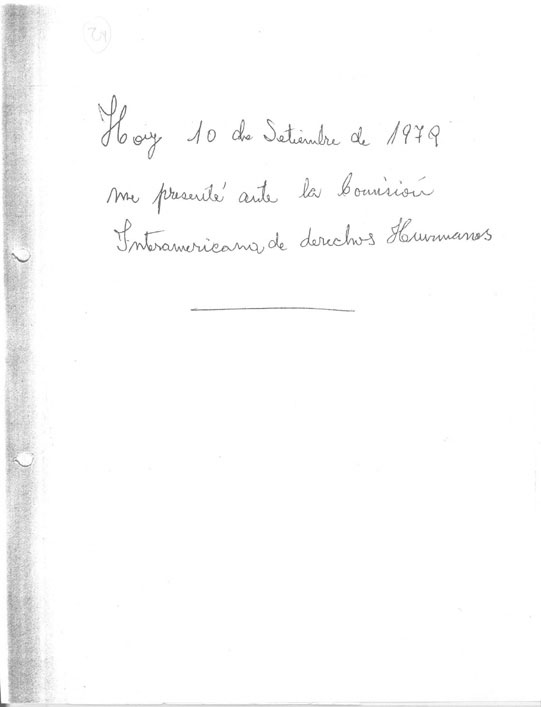 Hoy 10 de Setiembre de 1979
me presenté ante la Comisión
Interamericana de derechos Humanos